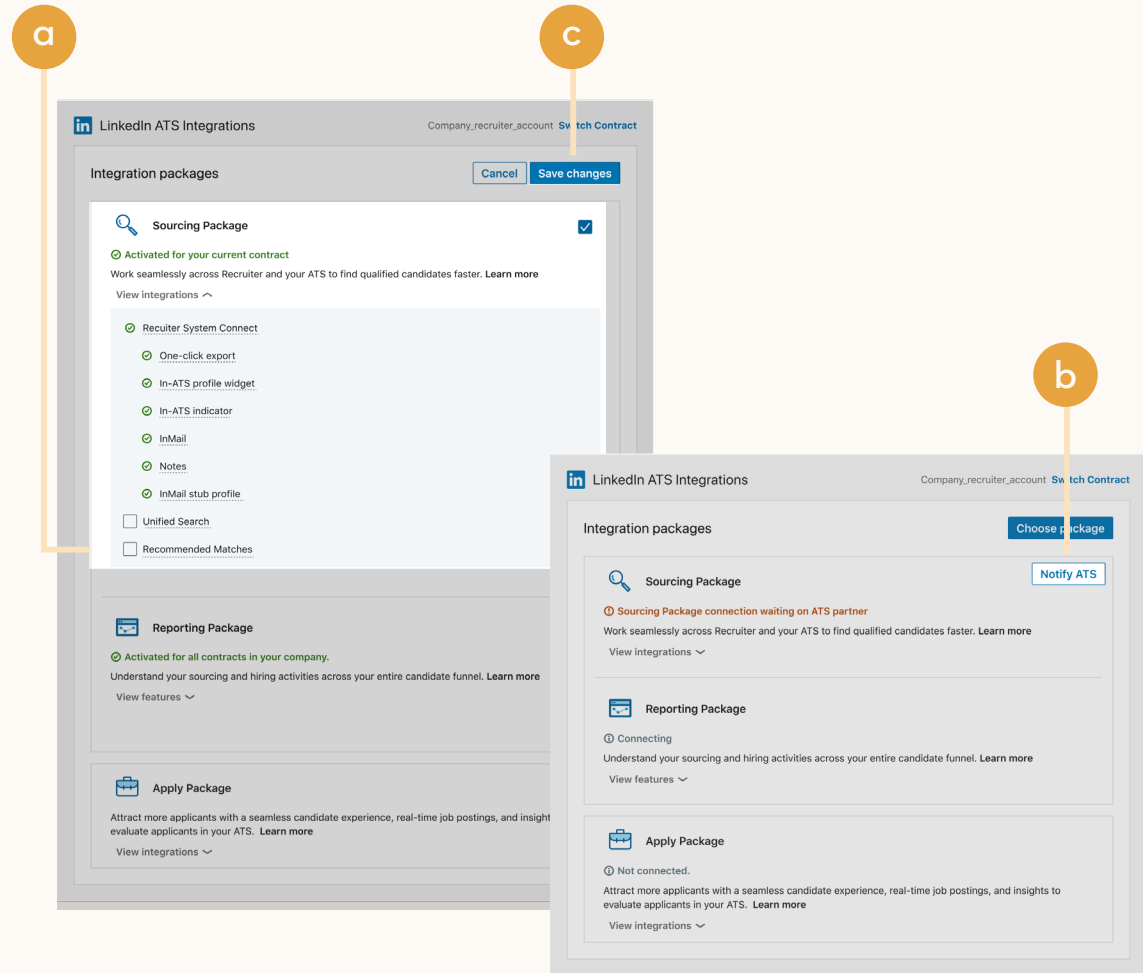 a
c
in LinkedIn ATS Integrations
Company_recruiter_account Switch Contract
Integration packages
Cancel
Save changes
Sourcing Package
Activated for your current contract
Work seamlessly across Recruiter and your ATS to find qualified candidates faster. Learn more
View integrations
Recuiter System Connect
One-click export
In-ATS profile widget
In-ATS indicator
InMail
Notes
InMail stub profile
Unified Search
Recommended Matches
Reporting Package
Activated for all contracts in your company.
Understand your sourcing and hiring activities across your entire candidate funnel. Learn more
View features
Apply Package
Attract more applicants with a seamless candidate experience, real-time job postings, and insight
evaluate applicants in your ATS. Learn more
View integrations
b
in LinkedIn ATS Integrations
Company_recruiter_account Switch Contract
Integration packages
Choose package
Sourcing Package
Notify ATS
Sourcing Package connection waiting on ATS partner
Work seamlessly across Recruiter and your ATS to find qualified candidates faster. Learn more
View integrations
Reporting Package
Connecting
Understand your sourcing and hiring activities across your entire candidate funnel. Learn more
View features
Apply Package
Not connected.
Attract more applicants with a seamless candidate experience, real-time job postings, and insights to
evaluate applicants in your ATS. Learn more
View integrations